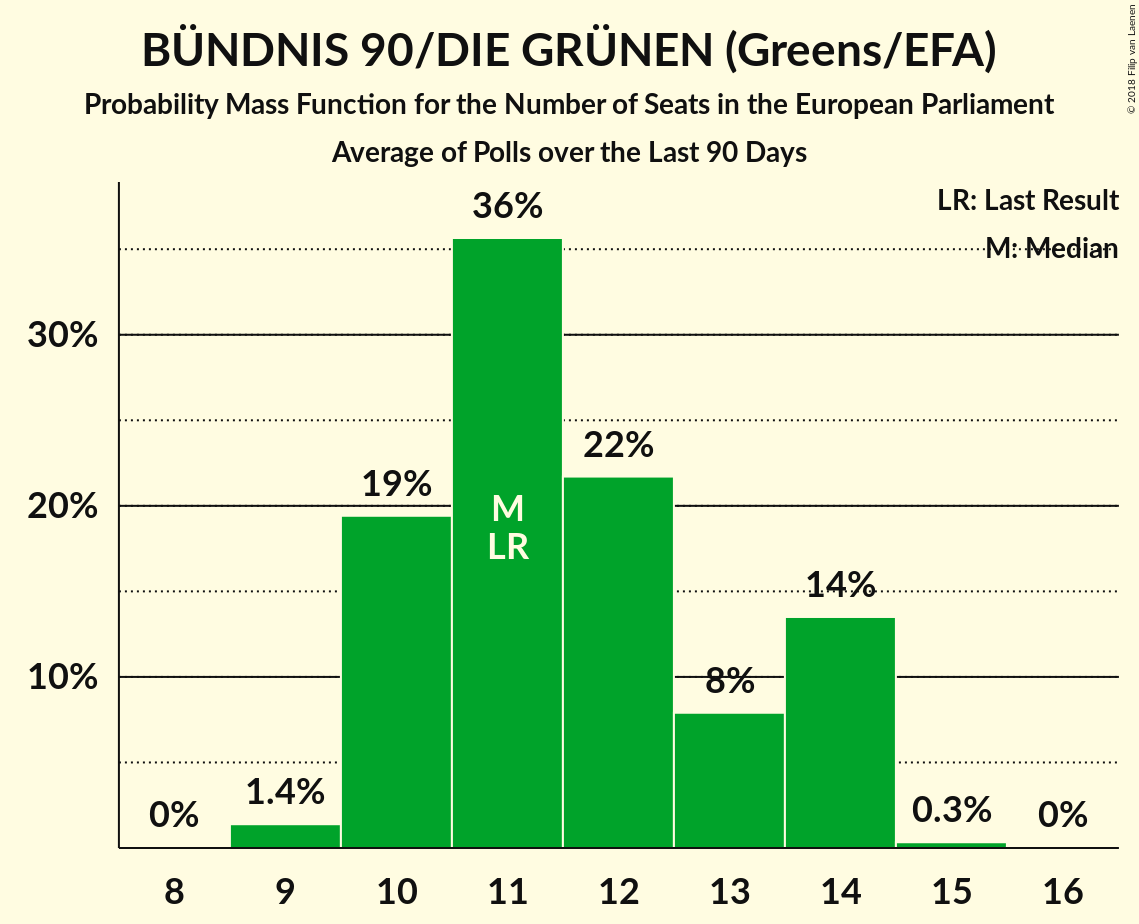 BÜNDNIS 90/DIE GRÜNEN (Greens/EFA)
Probability Mass Function for the Number of Seats in the European Parliament
Average of Polls over the Last 90 Days
© 2018 Filip van Laenen
LR: Last Result
M: Median
36%
30%
22%
19%
20%
M
LR
14%
10%
8%
1.4%
0%
0.3%
0%
8 9 10 11 12 13 14 15 16